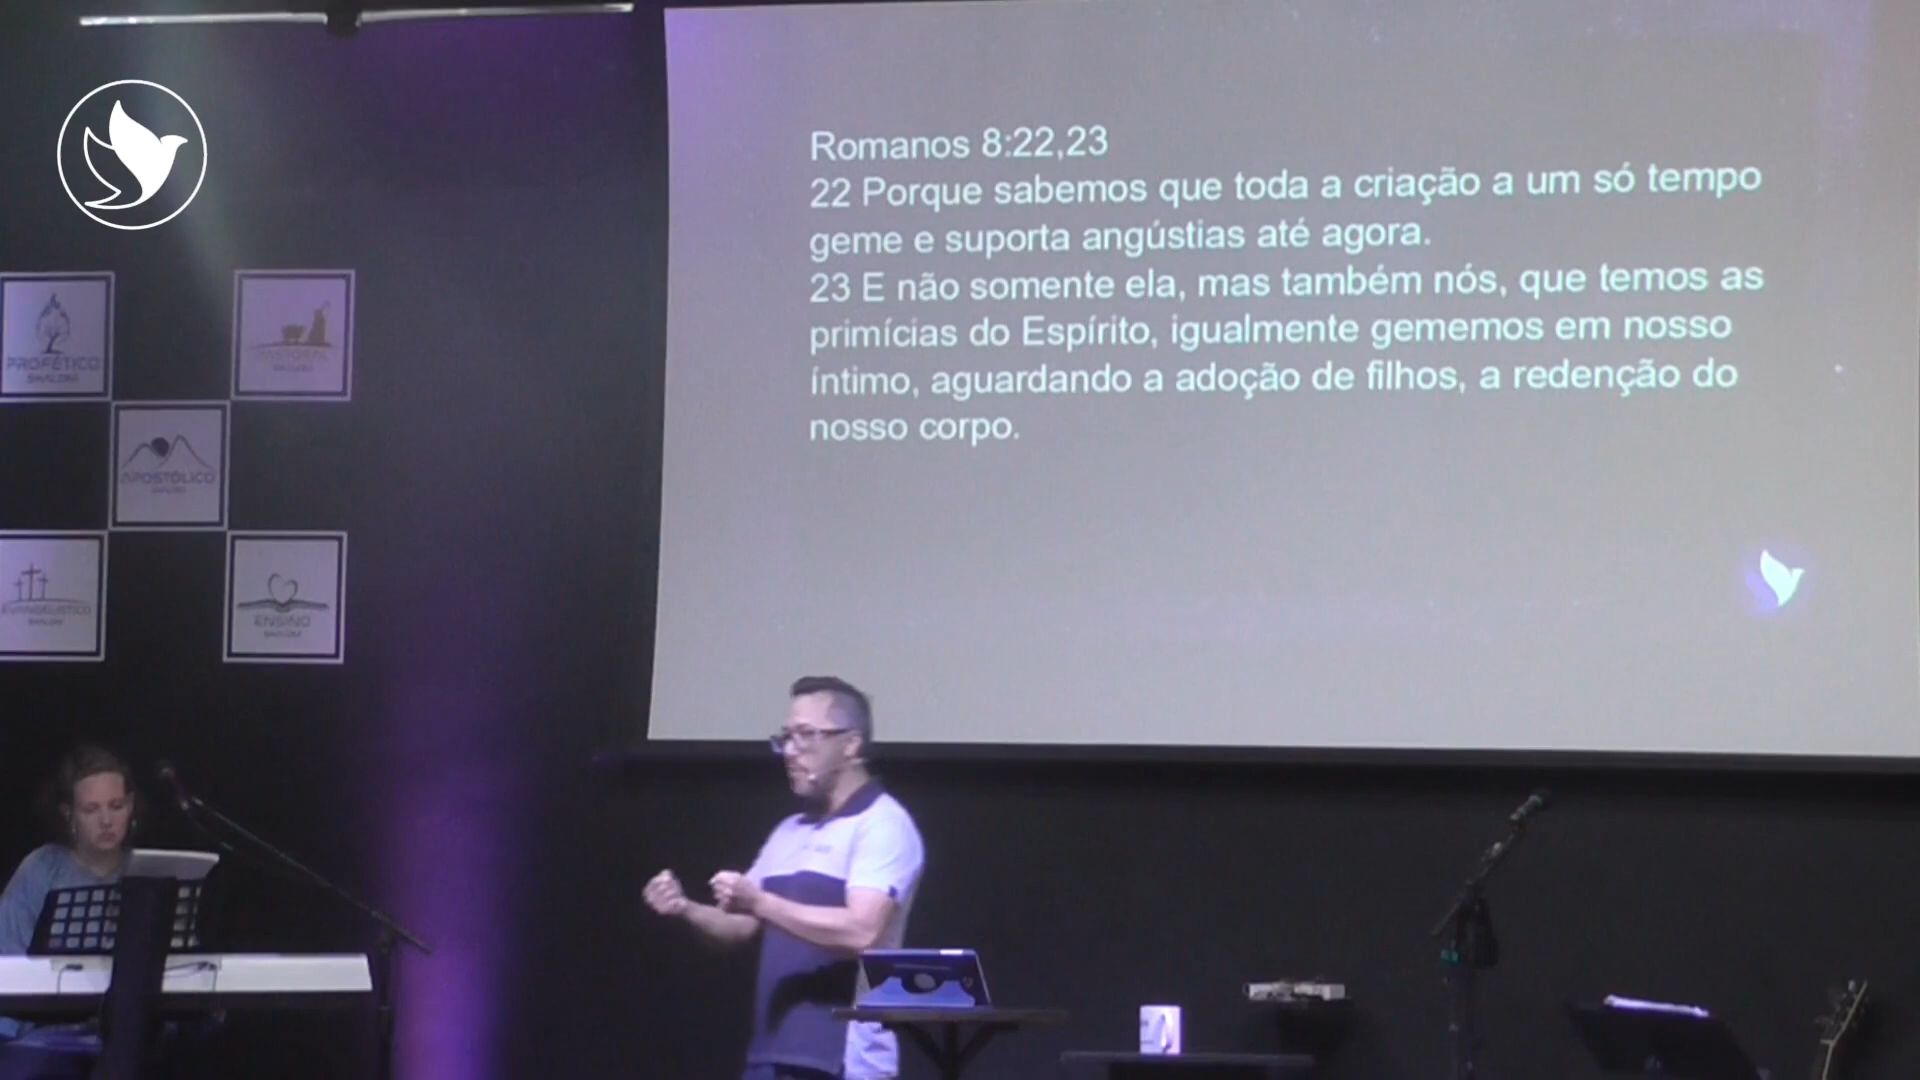 Romanos 8:22,23
22 Porque sabemos que toda a criação a um só tempo
geme e suporta angústias até agora.
23 E não somente ela, mas também nós, que temos as
primícias do Espírito, igualmente gememos em nosso
íntimo, aguardando a adoção de filhos, a redenção do
nosso corpo.
PROFÉTICO
PASTORAL
APOSTÓLICO
EVANGELÍSTICO
ENSINO